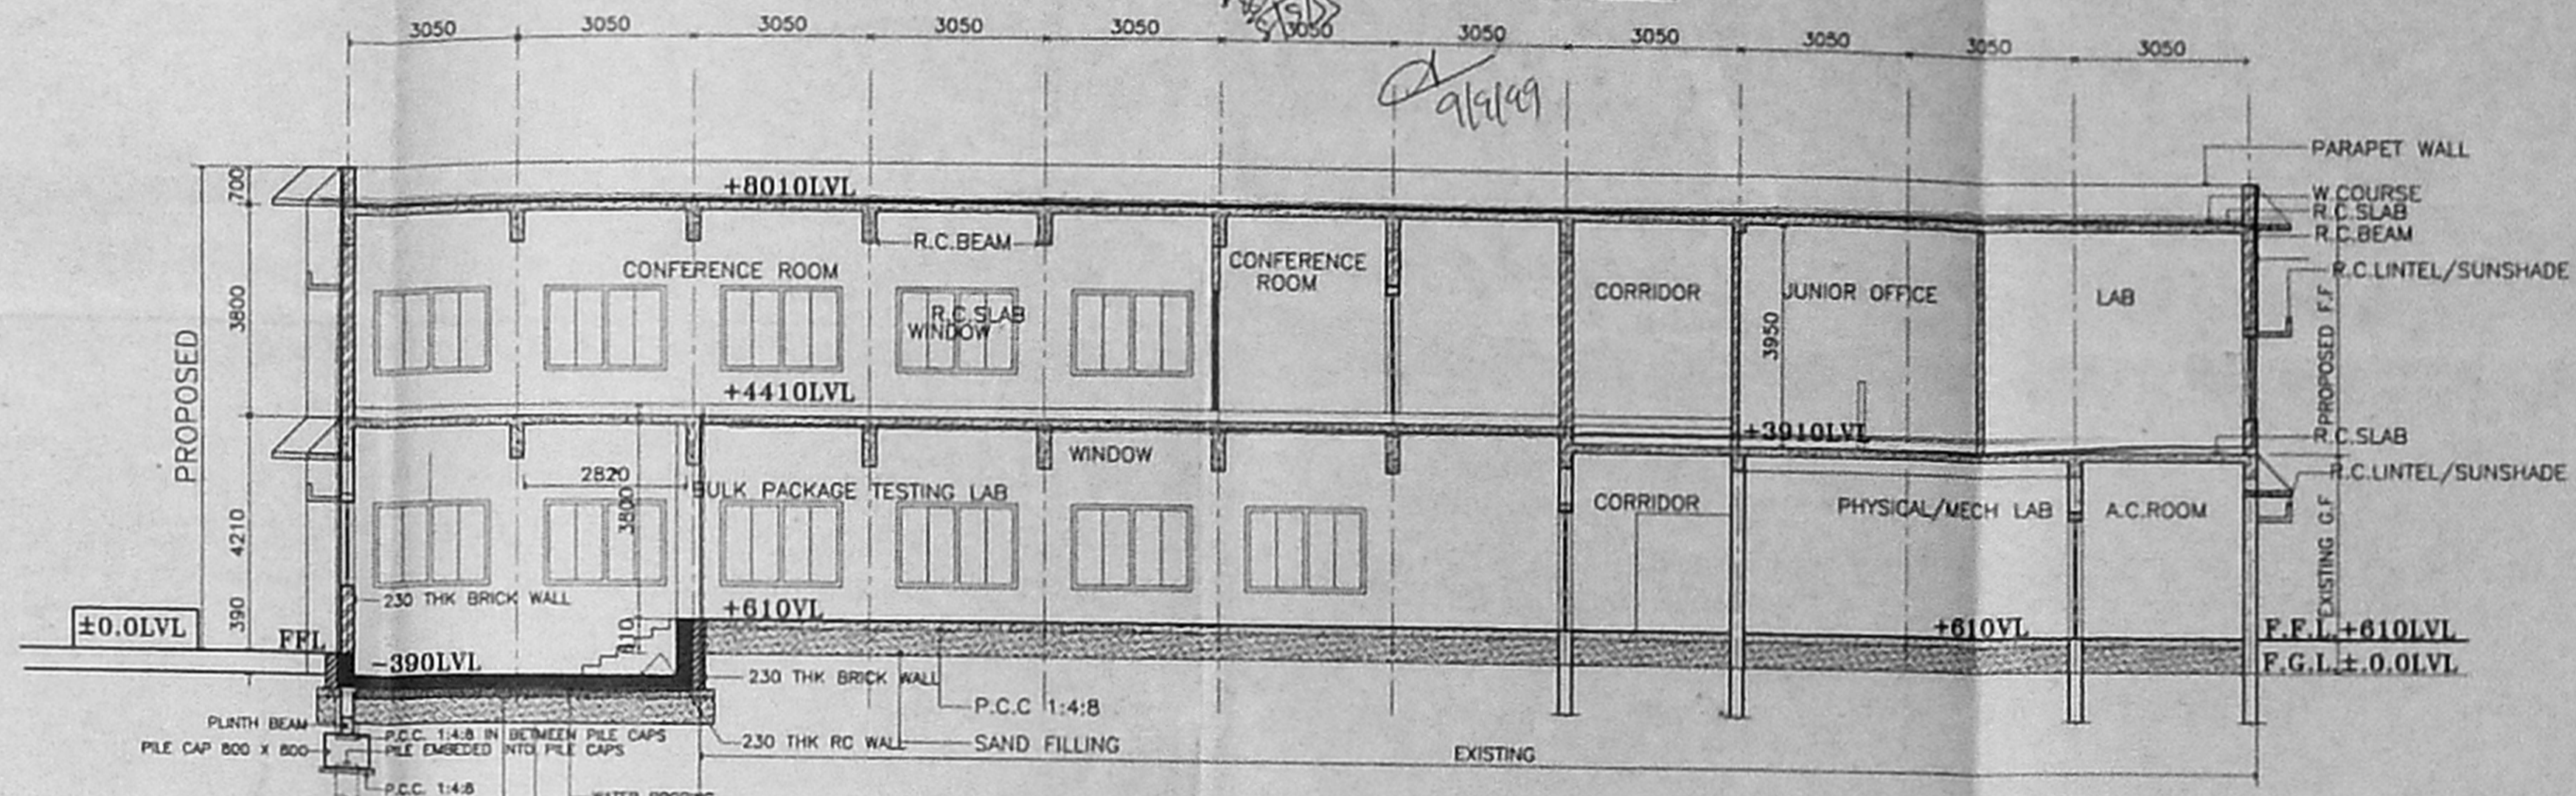 3050 3050 3050 3050 3050 3050 3050 3050 3050 3050 3050
9/9/99
PARAPET WALL
W.COURSE
R.C.SLAB
R.C.BEAM
R.C.LINTEL/SUNSHADE
700
+8010LVL
R.C.BEAM
CONFERENCE ROOM
CONFERENCE
ROOM
CORRIDOR
JUNIOR OFFICE
LAB
R.C.SLAB
WINDOW
3800
3950
PROPOSED F.F
PROPOSED
+4410LVL
+3910LVL
R.C.SLAB
WINDOW
R.C.LINTEL/SUNSHADE
2820
3800
BULK PACKAGE TESTING LAB
CORRIDOR
PHYSICAL/MECH LAB
A.C.ROOM
4210
EXISTING G.F
230 THK BRICK WALL
390
+610VL
+610VL
F.F.L.+610LVL
±0.0LVL
FFL
-390LVL
F.G.L.±.0.0LVL
230 THK BRICK WALL
P.C.C 1:4:8
PLINTH BEAM
P.C.C. 1:4:8 IN BETWEEN PILE CAPS
PILE CAP 800 X 800
PILE EMBEDED INTO PILE CAPS
230 THK RC WALL
SAND FILLING
EXISTING
P.C.C. 1:4:8